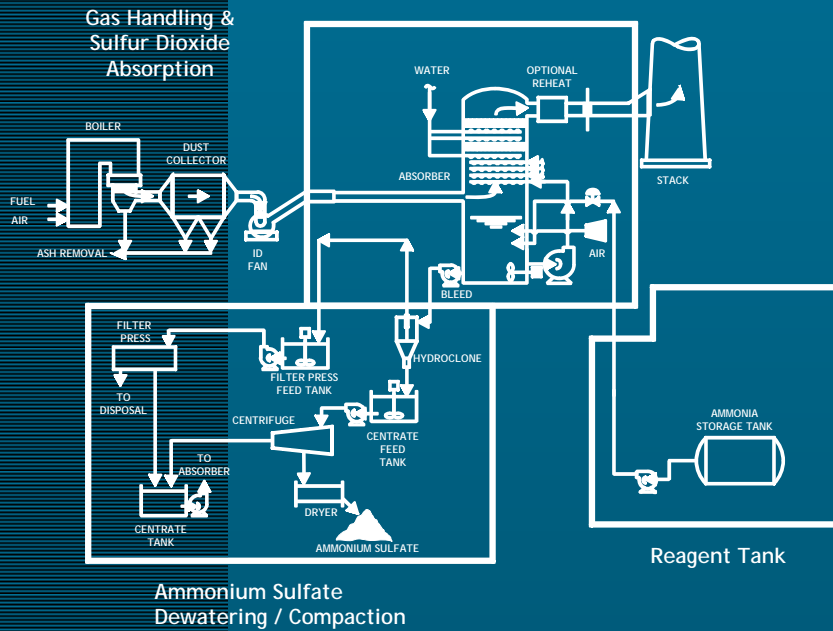 Gas Handling &
Sulfur Dioxide
Absorption
WATER
OPTIONAL
REHEAT
BOILER
DUST
COLLECTOR
ABSORBER
STACK
FUEL
AIR
ASH REMOVAL
ID
FAN
AIR
BLEED
FILTER
PRESS
HYDROCLONE
FILTER PRESS
FEED TANK
TO
DISPOSAL
CENTRIFUGE
CENTRATE
FEED
TANK
AMMONIA
STORAGE TANK
TO
ABSORBER
DRYER
CENTRATE
TANK
AMMONIUM SULFATE
Reagent Tank
Ammonium Sulfate
Dewatering / Compaction